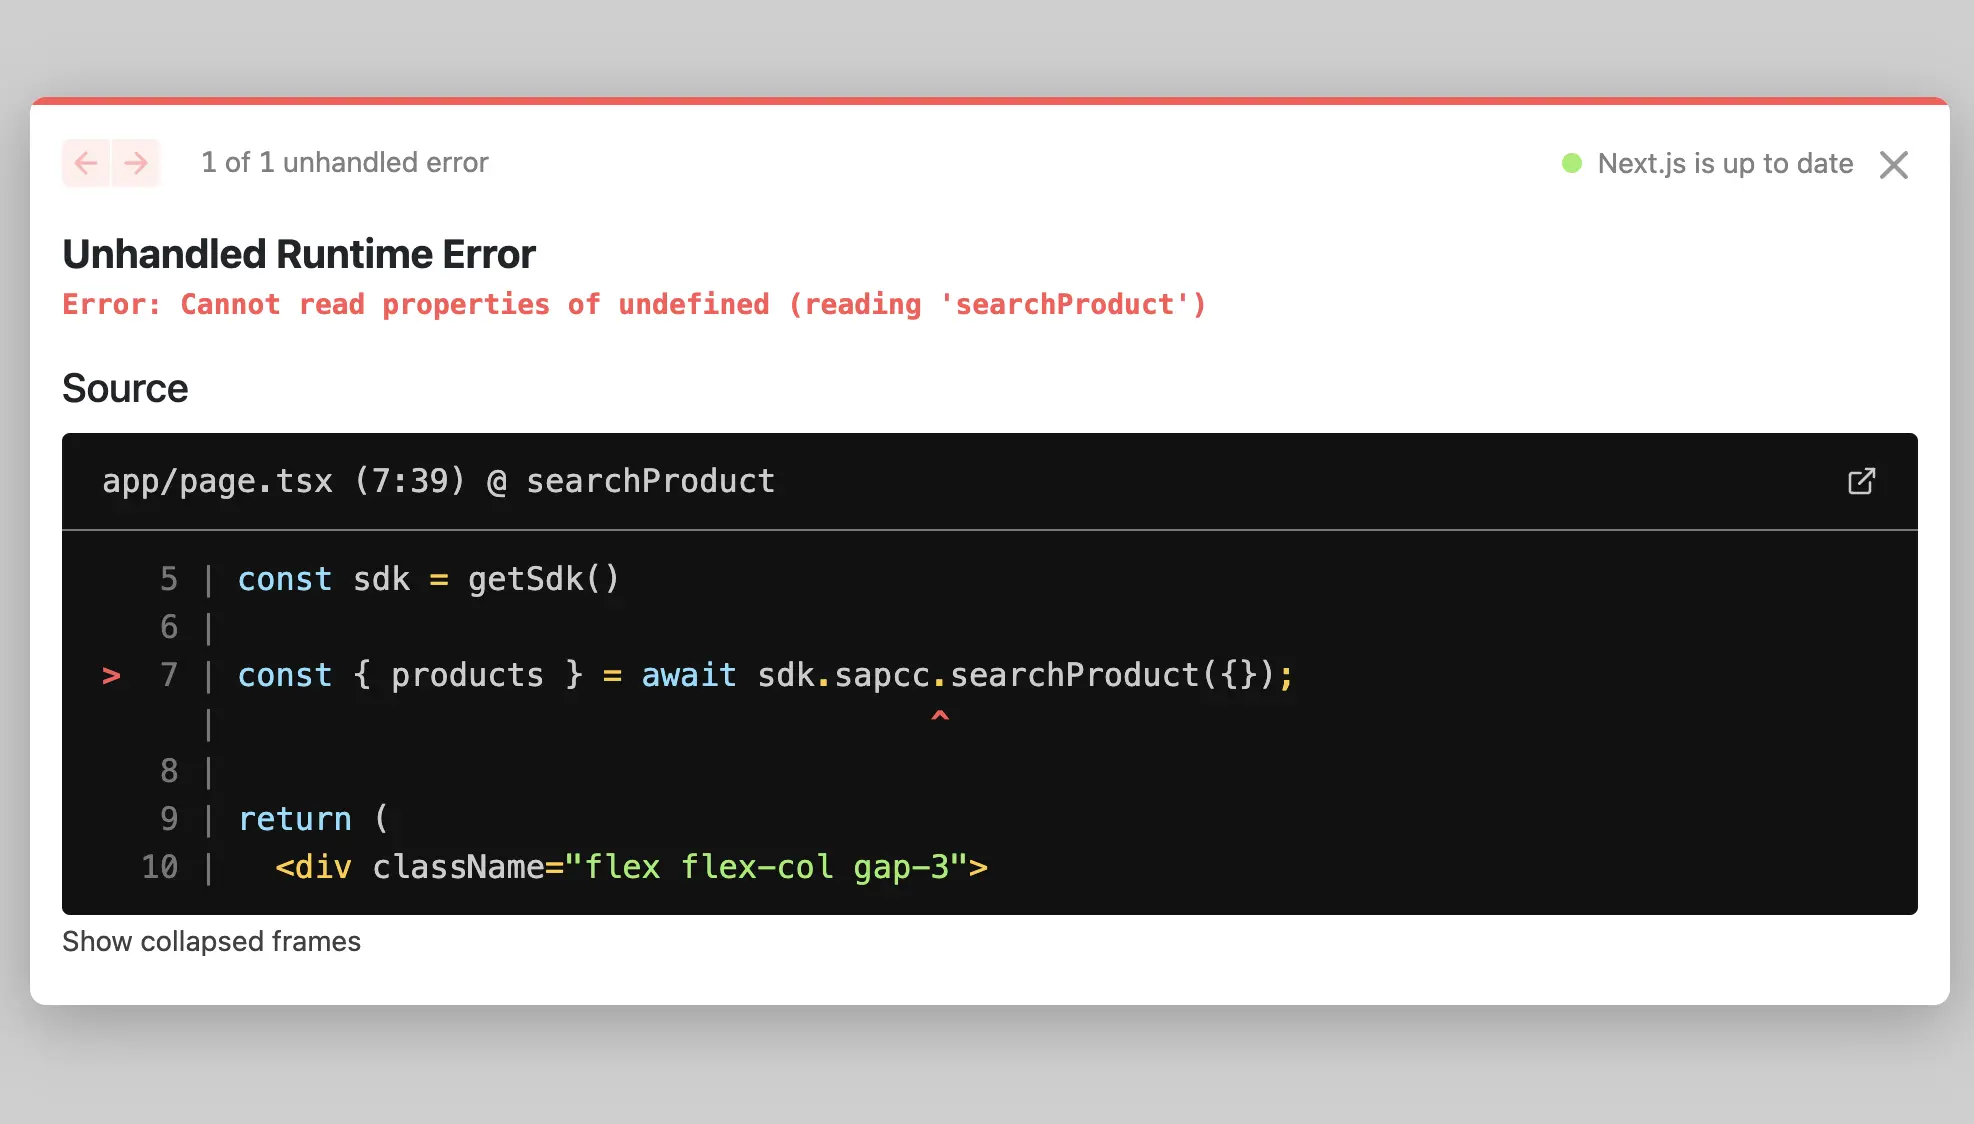 1 of 1 unhandled error
Next.js is up to date
Unhandled Runtime Error
Error: Cannot read properties of undefined (reading 'searchProduct')
Source
app/page.tsx (7:39) @ searchProduct
5 | const sdk = getSdk()
6 |
> 7 | const { products } = await sdk.sapcc.searchProduct({});
| ^
8 |
9 | return (
10 | <div className="flex flex-col gap-3">
Show collapsed frames